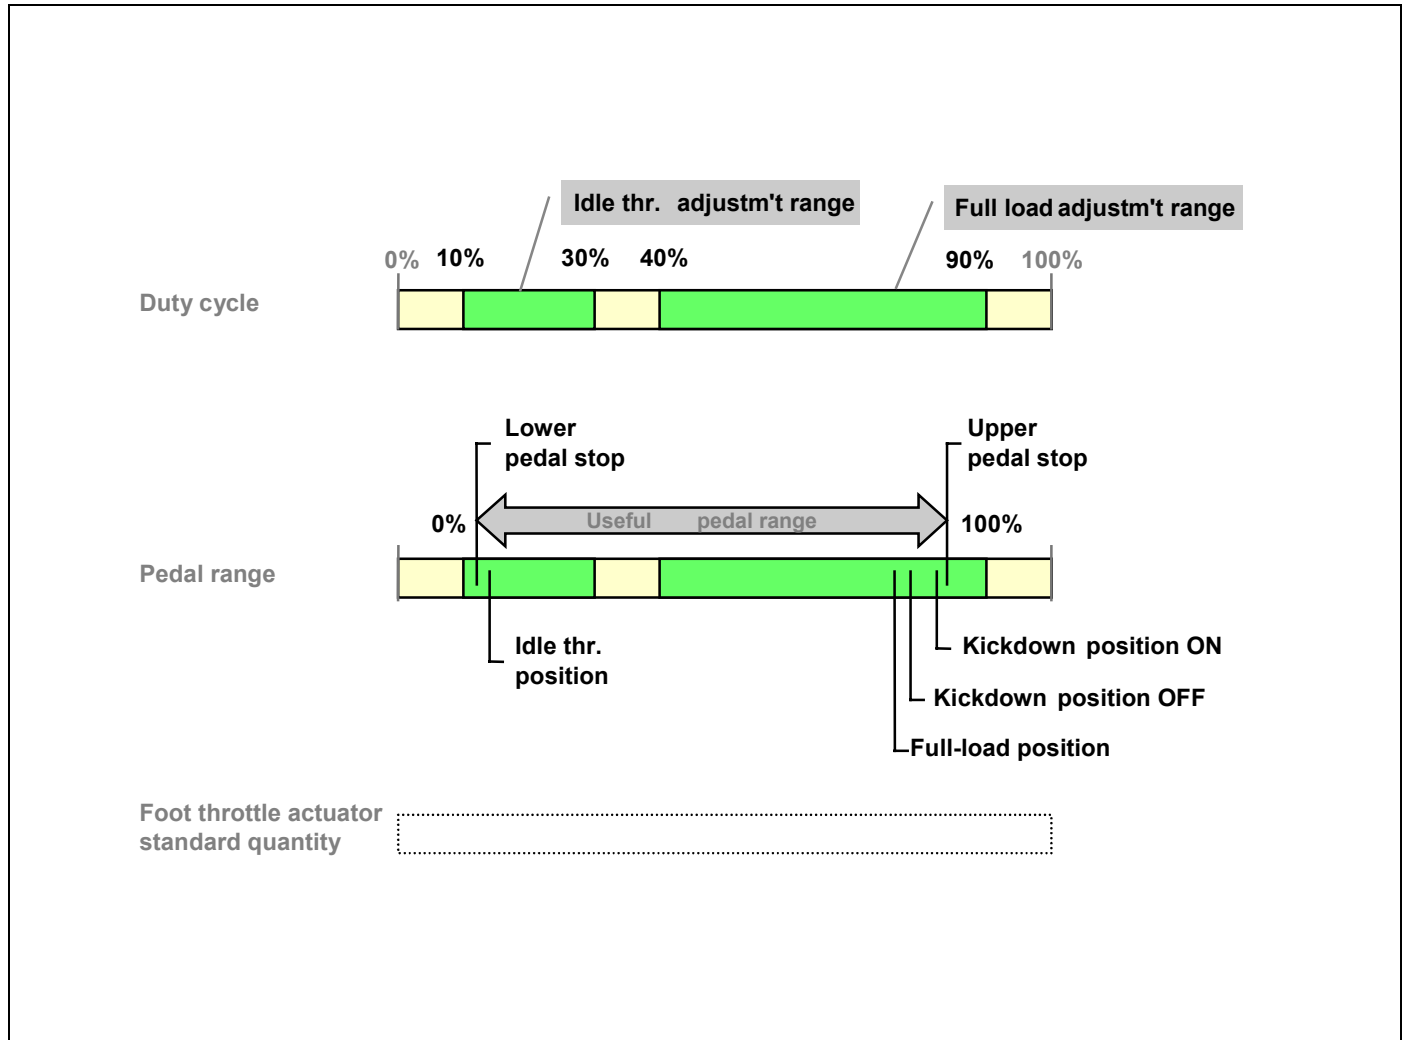 Idle thr. adjustm't range
Full load adjustm't range
0% 10% 30% 40% 90% 100%
Duty cycle
Lower
pedal stop
Upper
pedal stop
0% Useful pedal range 100%
Pedal range
Idle thr.
position
Kickdown position ON
Kickdown position OFF
Full-load position
Foot throttle actuator
standard quantity